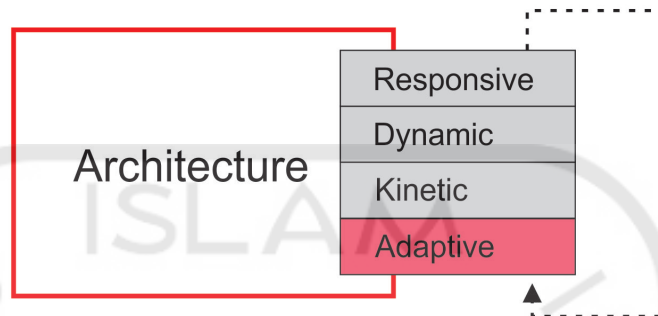 Responsive
Dynamic
Architecture
Kinetic
ISLAM
Adaptive